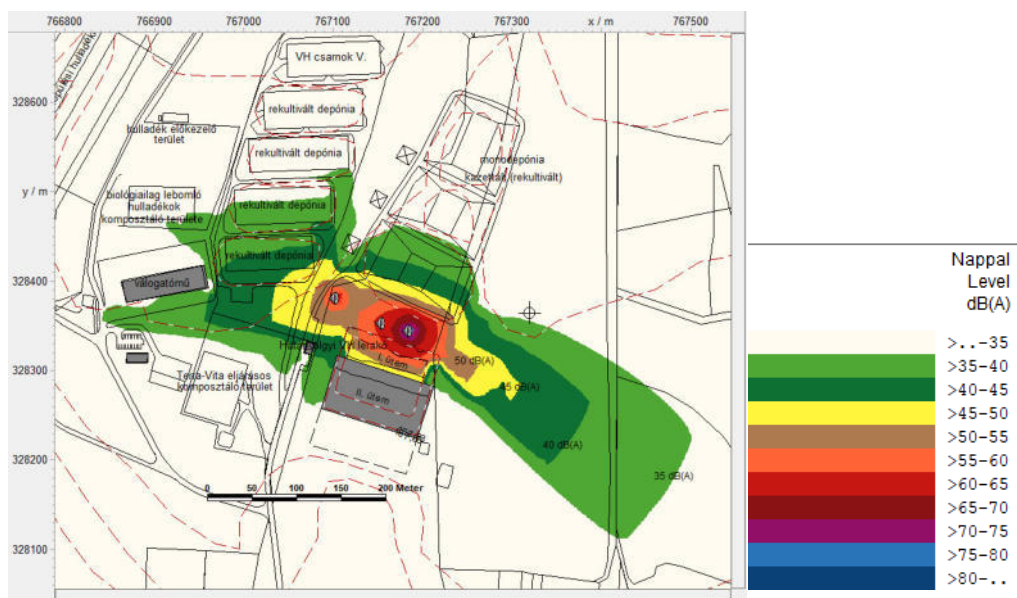 766800 766900 767000 767100 767200 767300 x / m 767500
328600
y / m
328400
328300
328200
328100
VH csarnok V.
rekultivált depónia
rekultivált depónia
rekultivált depónia
rekultivált depónia
hulladék előkezelő
terület
biológiailag lebomló
hulladékok
komposztáló területe
válogatómű
monodepónia
kazetták (rekultivált)
I. ütem
II. ütem
Terra-Vita eljárásos
komposztáló terület
50 dB(A)
45 dB(A)
40 dB(A)
35 dB(A)
0 50 100 150 200 Meter
Nappal
Level
dB(A)
>..-35
>35-40
>40-45
>45-50
>50-55
>55-60
>60-65
>65-70
>70-75
>75-80
>80-..